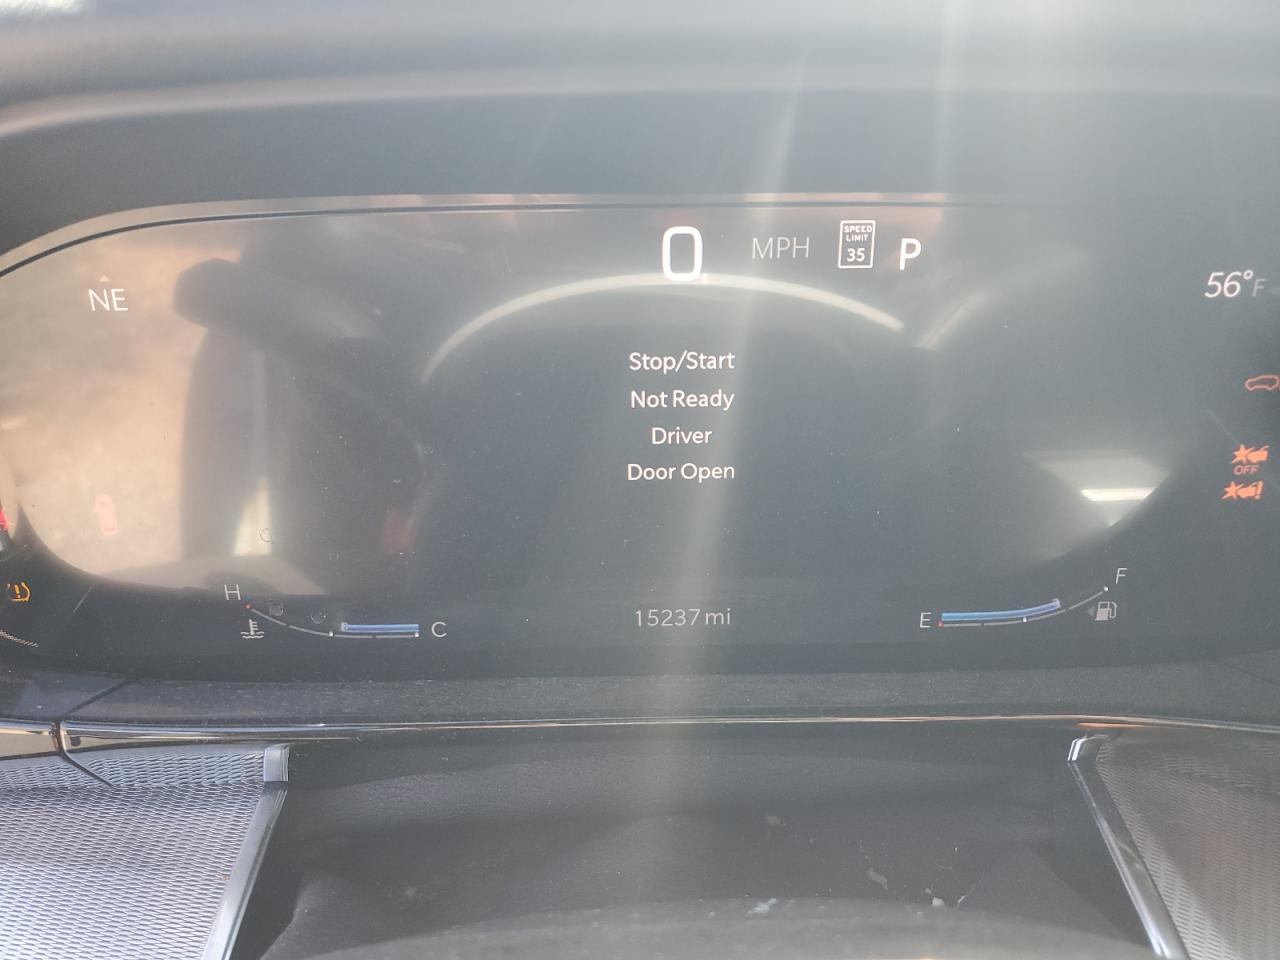 0 MPH SPEED LIMIT 35 P
NE
56°F
Stop/Start
Not Ready
Driver
Door Open
OFF
H
C
15237 mi
E
F